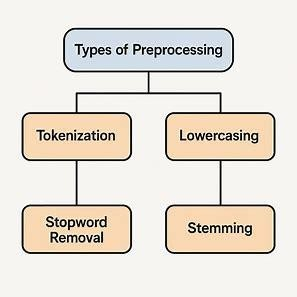 Types of Preprocessing
Tokenization
Lowercasing
Stopword
Removal
Stemming